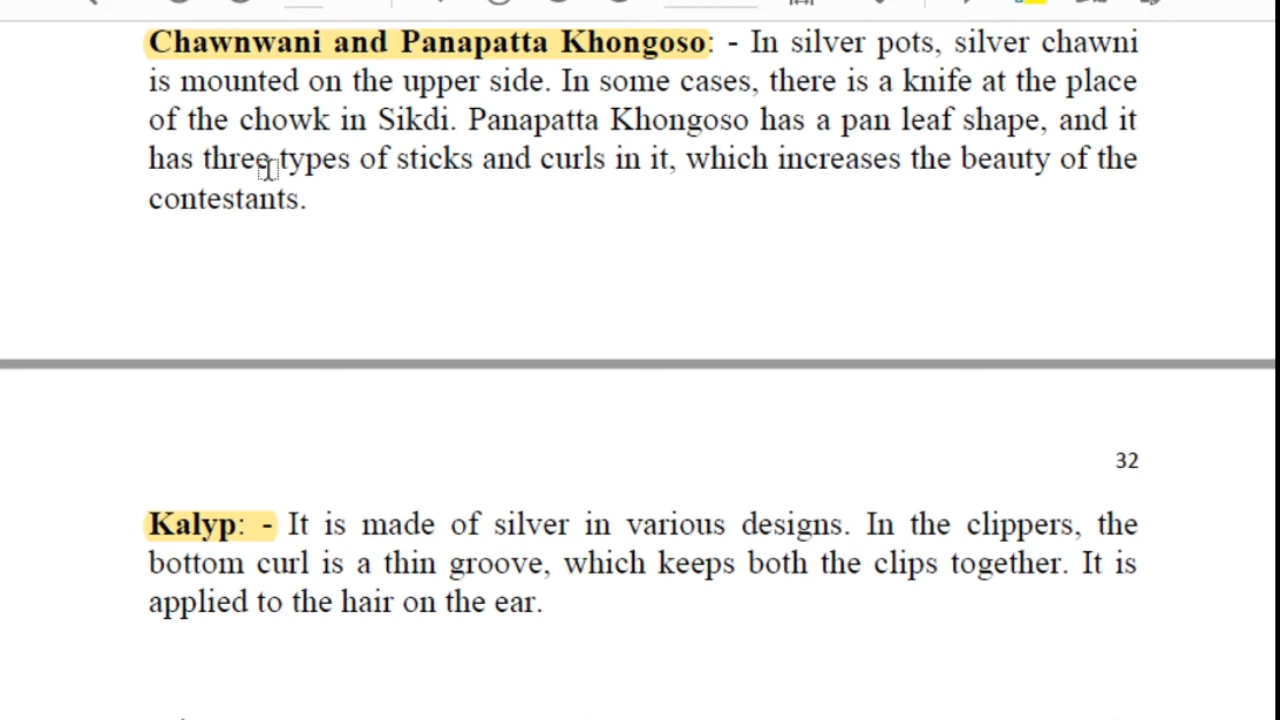 Chawnwani and Panapatta Khongoso: - In silver pots, silver chawni
is mounted on the upper side. In some cases, there is a knife at the place
of the chowk in Sikdi. Panapatta Khongoso has a pan leaf shape, and it
has three types of sticks and curls in it, which increases the beauty of the
contestants.
32
Kalyp: - It is made of silver in various designs. In the clippers, the
bottom curl is a thin groove, which keeps both the clips together. It is
applied to the hair on the ear.